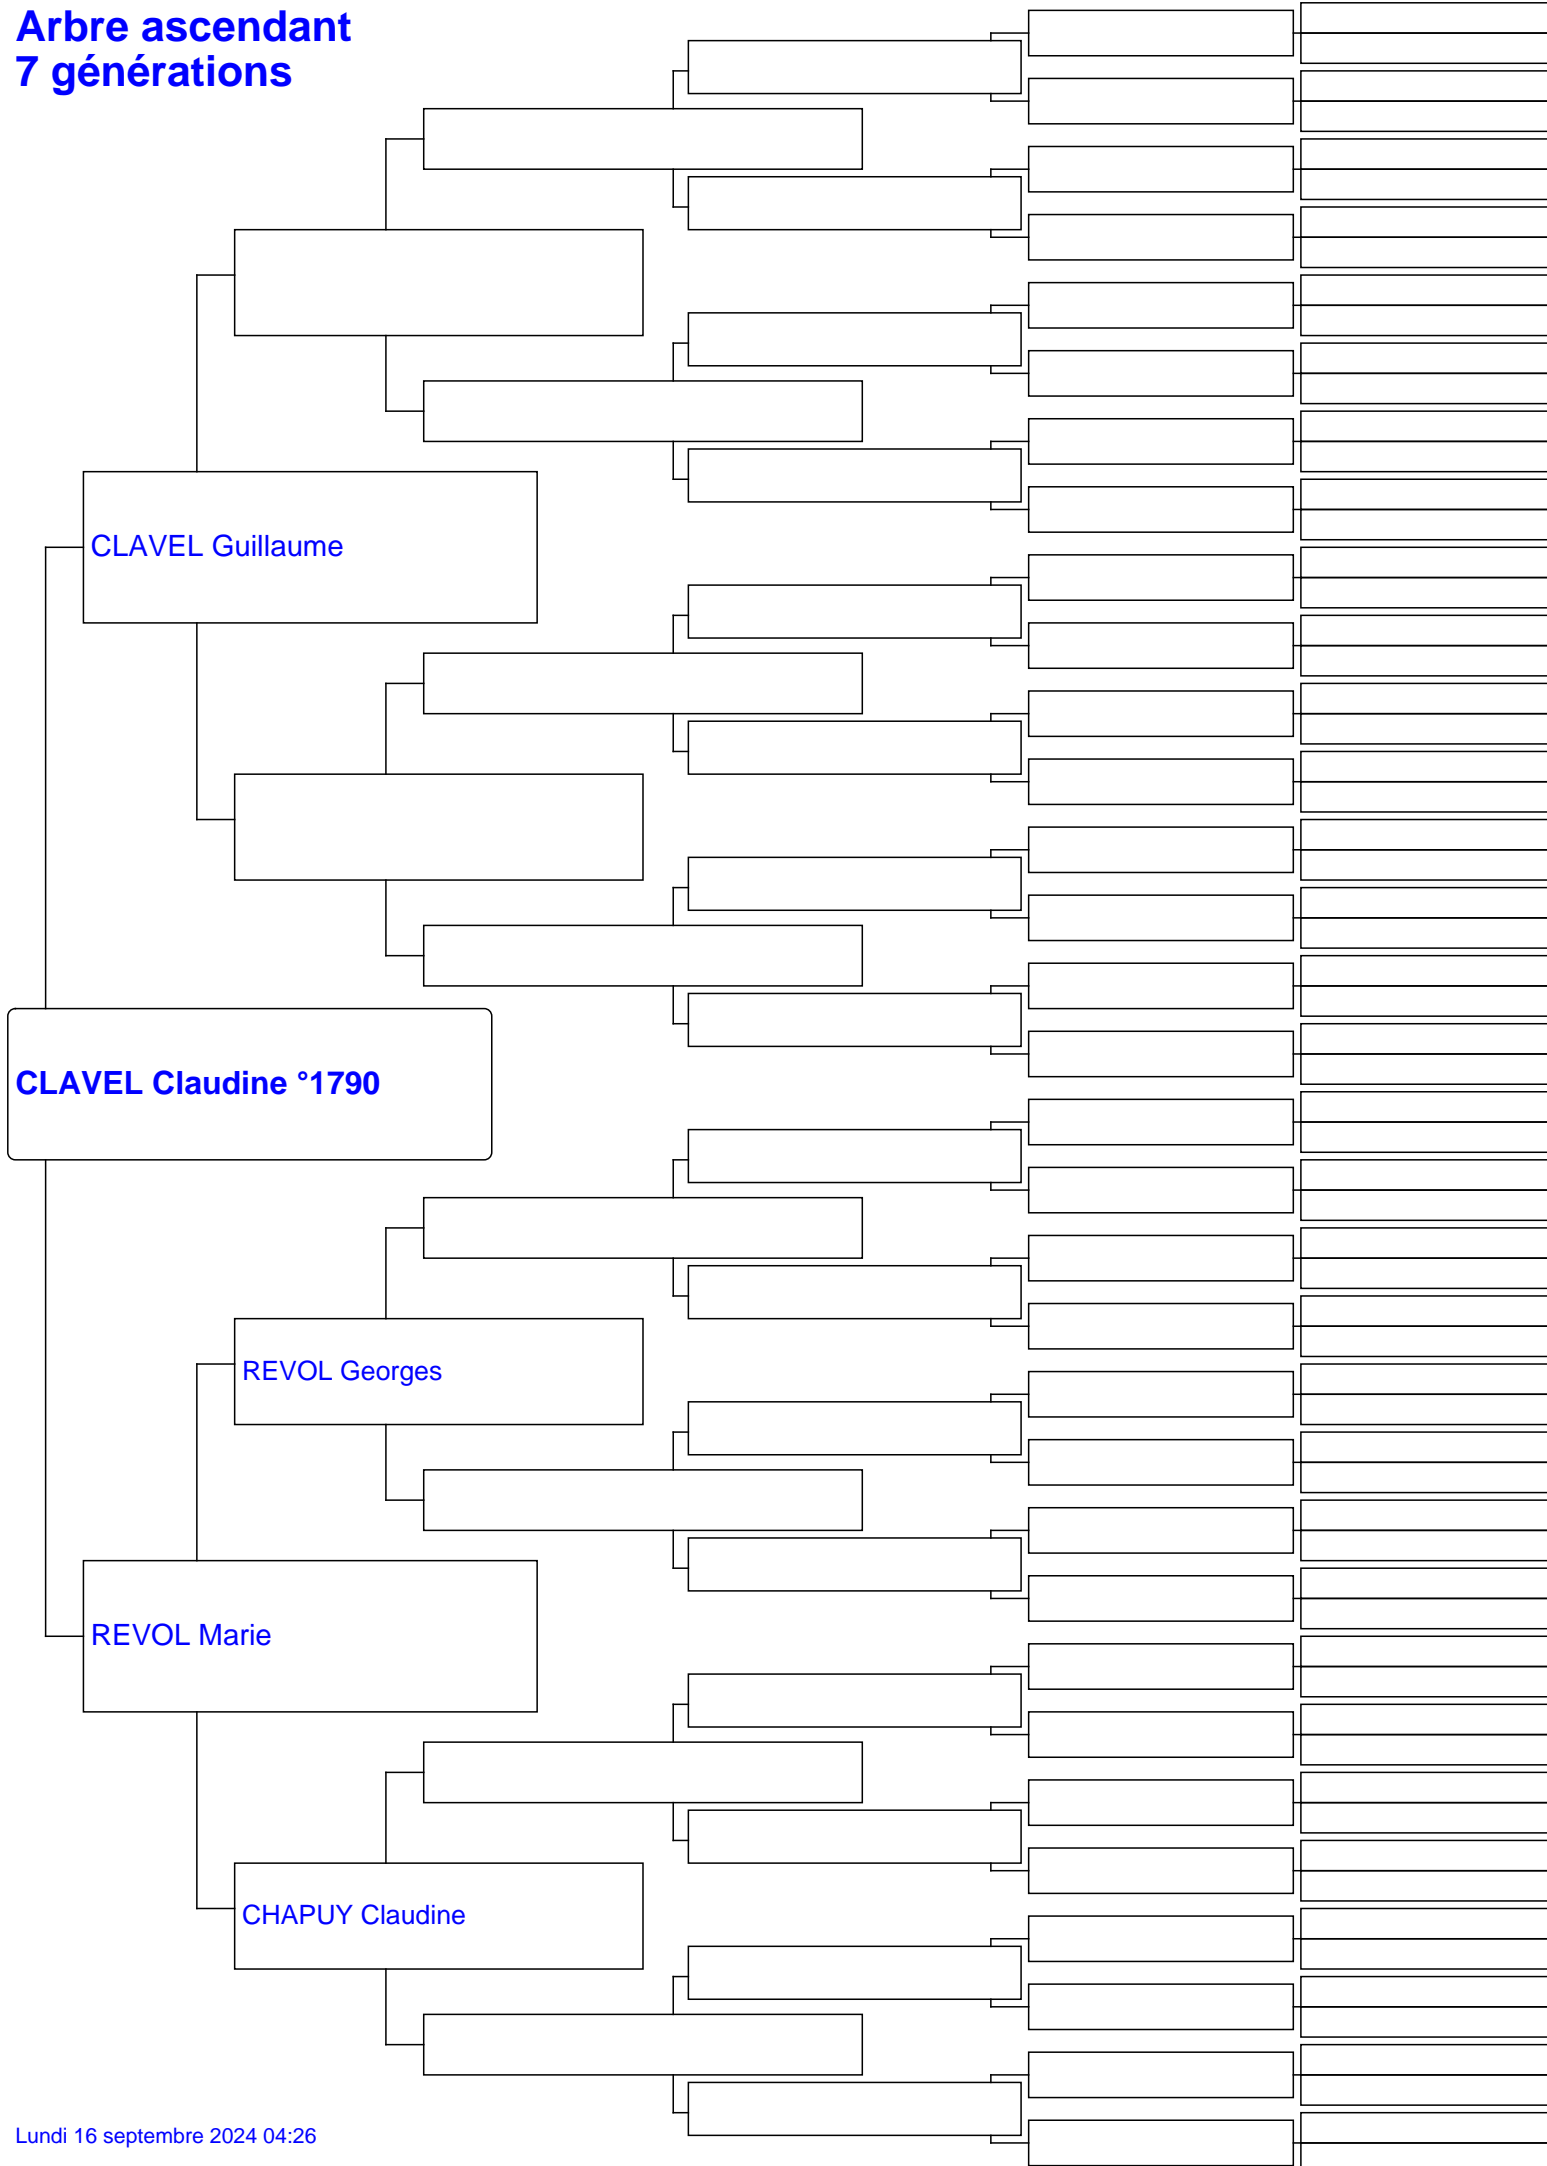 Arbre ascendant
7 générations
CLAVEL Guillaume
CLAVEL Claudine °1790
REVOL Georges
REVOL Marie
CHAPUY Claudine
Lundi 16 septembre 2024 04:26